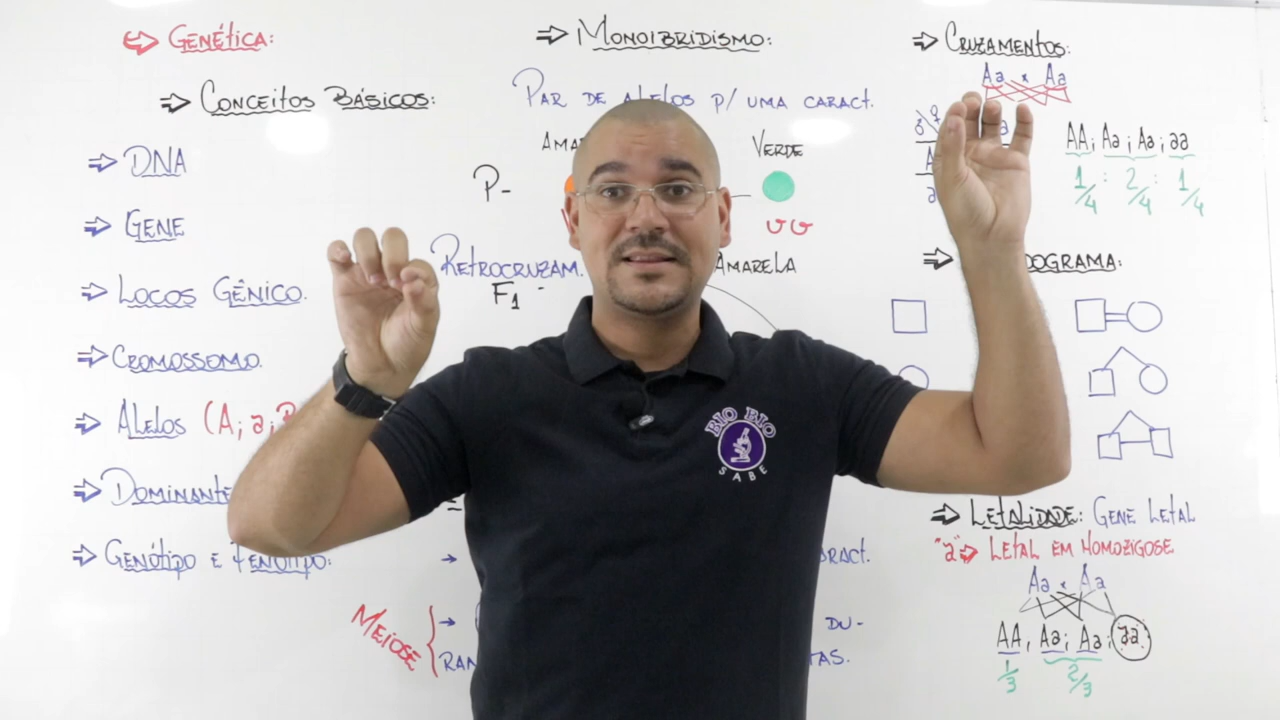 ⇒ GENÉTICA:
⇒ CONCEITOS BÁSICOS:
⇒ DNA
⇒ GENE
⇒ LOCOS GÊNICO.
⇒ CROMOSSOMO.
⇒ ALELOS (A; a;
⇒ DOMINANTE
⇒ GENÓTIPO E FENÓTIPO:
MEIOSE {
⇒ MONOIBRIDISMO:
PAR DE ALELOS P/ UMA CARACT.
VERDE
P-
vv
RETROCRUZAM.
AMARELA
F1
DU-
BIO BIO
SABE
⇒ CRUZAMENTOS:
Aa × Aa
♂ ♀
AA; Aa; Aa; aa
1/4 : 2/4 : 1/4
⇒ LETALIDADE: GENE LETAL
"a" ⇒ LETAL EM HOMOZIGOSE
Aa × Aa
AA, Aa; Aa; aa
1/3 2/3